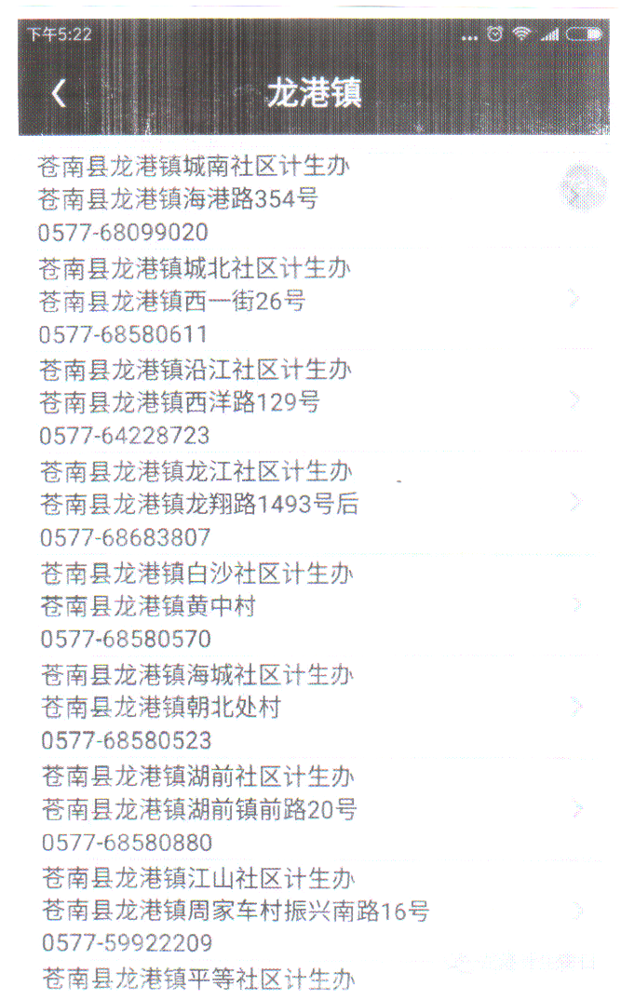 下午5:22
龙港镇
苍南县龙港镇城南社区计生办
苍南县龙港镇海港路354号
0577-68099020
苍南县龙港镇城北社区计生办
苍南县龙港镇西一街26号
0577-68580611
苍南县龙港镇沿江社区计生办
苍南县龙港镇西洋路129号
0577-64228723
苍南县龙港镇龙江社区计生办
苍南县龙港镇龙翔路1493号后
0577-68683807
苍南县龙港镇白沙社区计生办
苍南县龙港镇黄中村
0577-68580570
苍南县龙港镇海城社区计生办
苍南县龙港镇朝北处村
0577-68580523
苍南县龙港镇湖前社区计生办
苍南县龙港镇湖前镇前路20号
0577-68580880
苍南县龙港镇江山社区计生办
苍南县龙港镇周家车村振兴南路16号
0577-59922209
苍南县龙港镇平等社区计生办